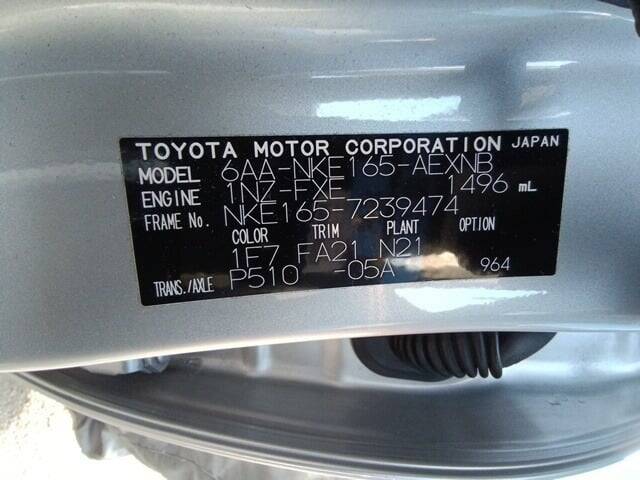 TOYOTA MOTOR CORPORATION JAPAN
MODEL 6AA-NKE165-AEXNB
ENGINE 1NZ-FXE 1496 mL
FRAME No. NKE165-7239474
COLOR TRIM PLANT OPTION
1F7 FA21 N21
TRANS./AXLE P510 -05A 964